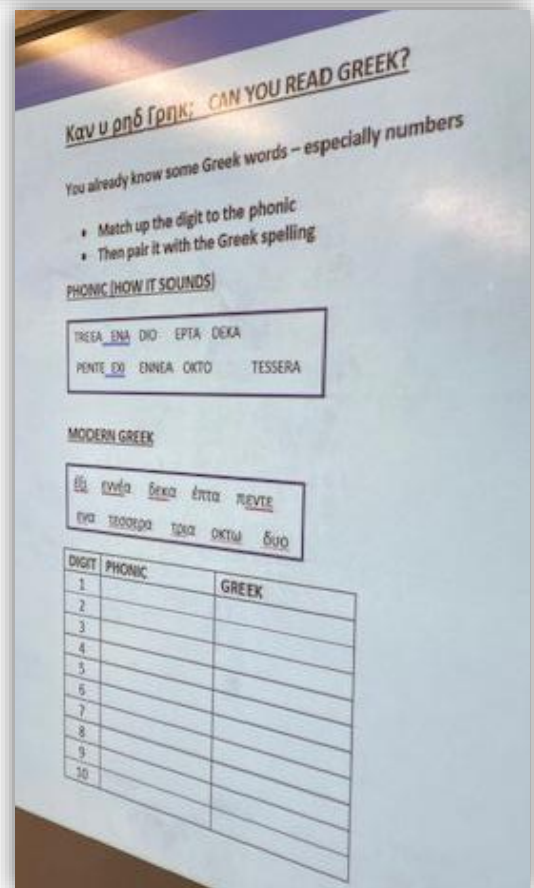 Καν υ ρηδ Γρηκ; CAN YOU READ GREEK?
You already know some Greek words – especially numbers
• Match up the digit to the phonic
• Then pair it with the Greek spelling
PHONIC (HOW IT SOUNDS)
TREEA ENA DIO EPTA DEKA
PENTE EXI ENNEA OKTO TESSERA
MODERN GREEK
έξι εννέα δεκα έπτα πεντε
ενα τεσσερα τρια οκτω δυο
DIGIT PHONIC GREEK
1
2
3
4
5
6
7
8
9
10